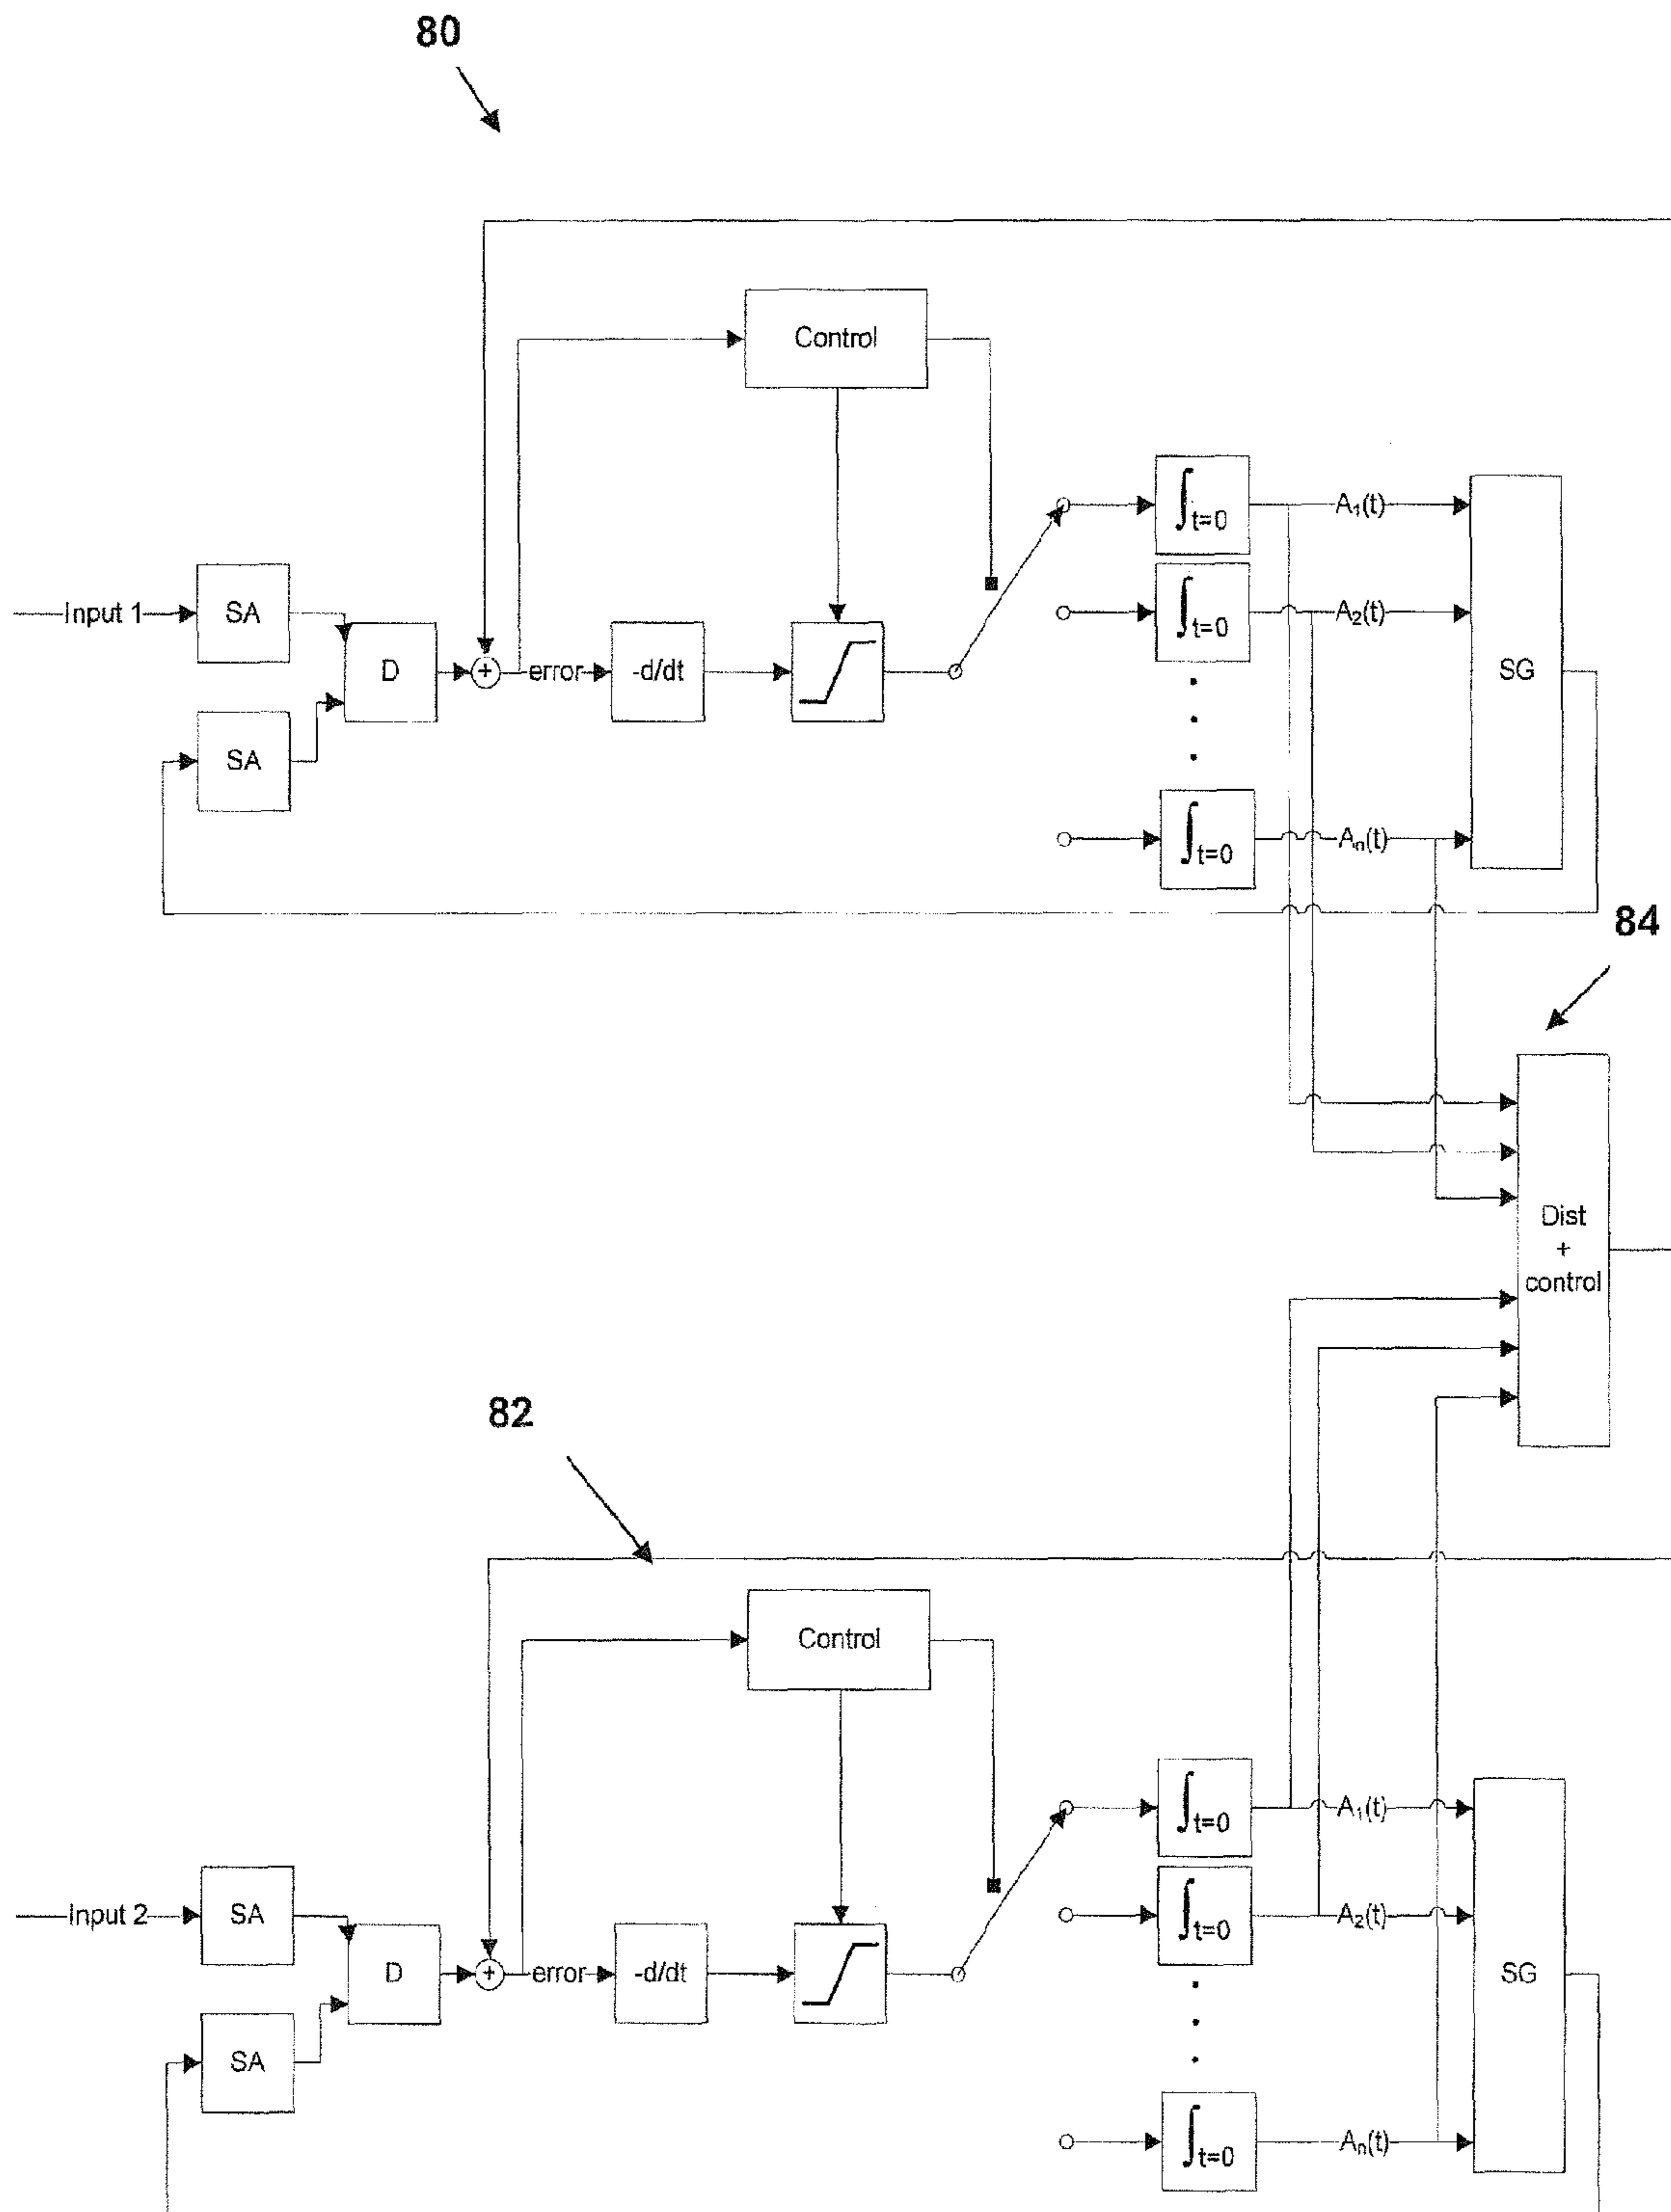 80
Control
∫t=0
A₁(t)
Input 1
SA
∫t=0
A₂(t)
D
+
error
-d/dt
SG
SA
∫t=0
Aₙ(t)
84
Dist
+
control
82
Control
∫t=0
A₁(t)
Input 2
SA
∫t=0
A₂(t)
D
+
error
-d/dt
SG
SA
∫t=0
Aₙ(t)